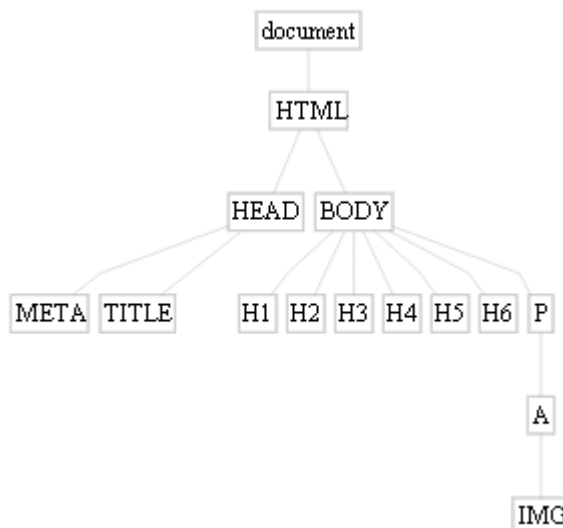 document
HTML
HEAD BODY
META TITLE H1 H2 H3 H4 H5 H6 P
A
IMG